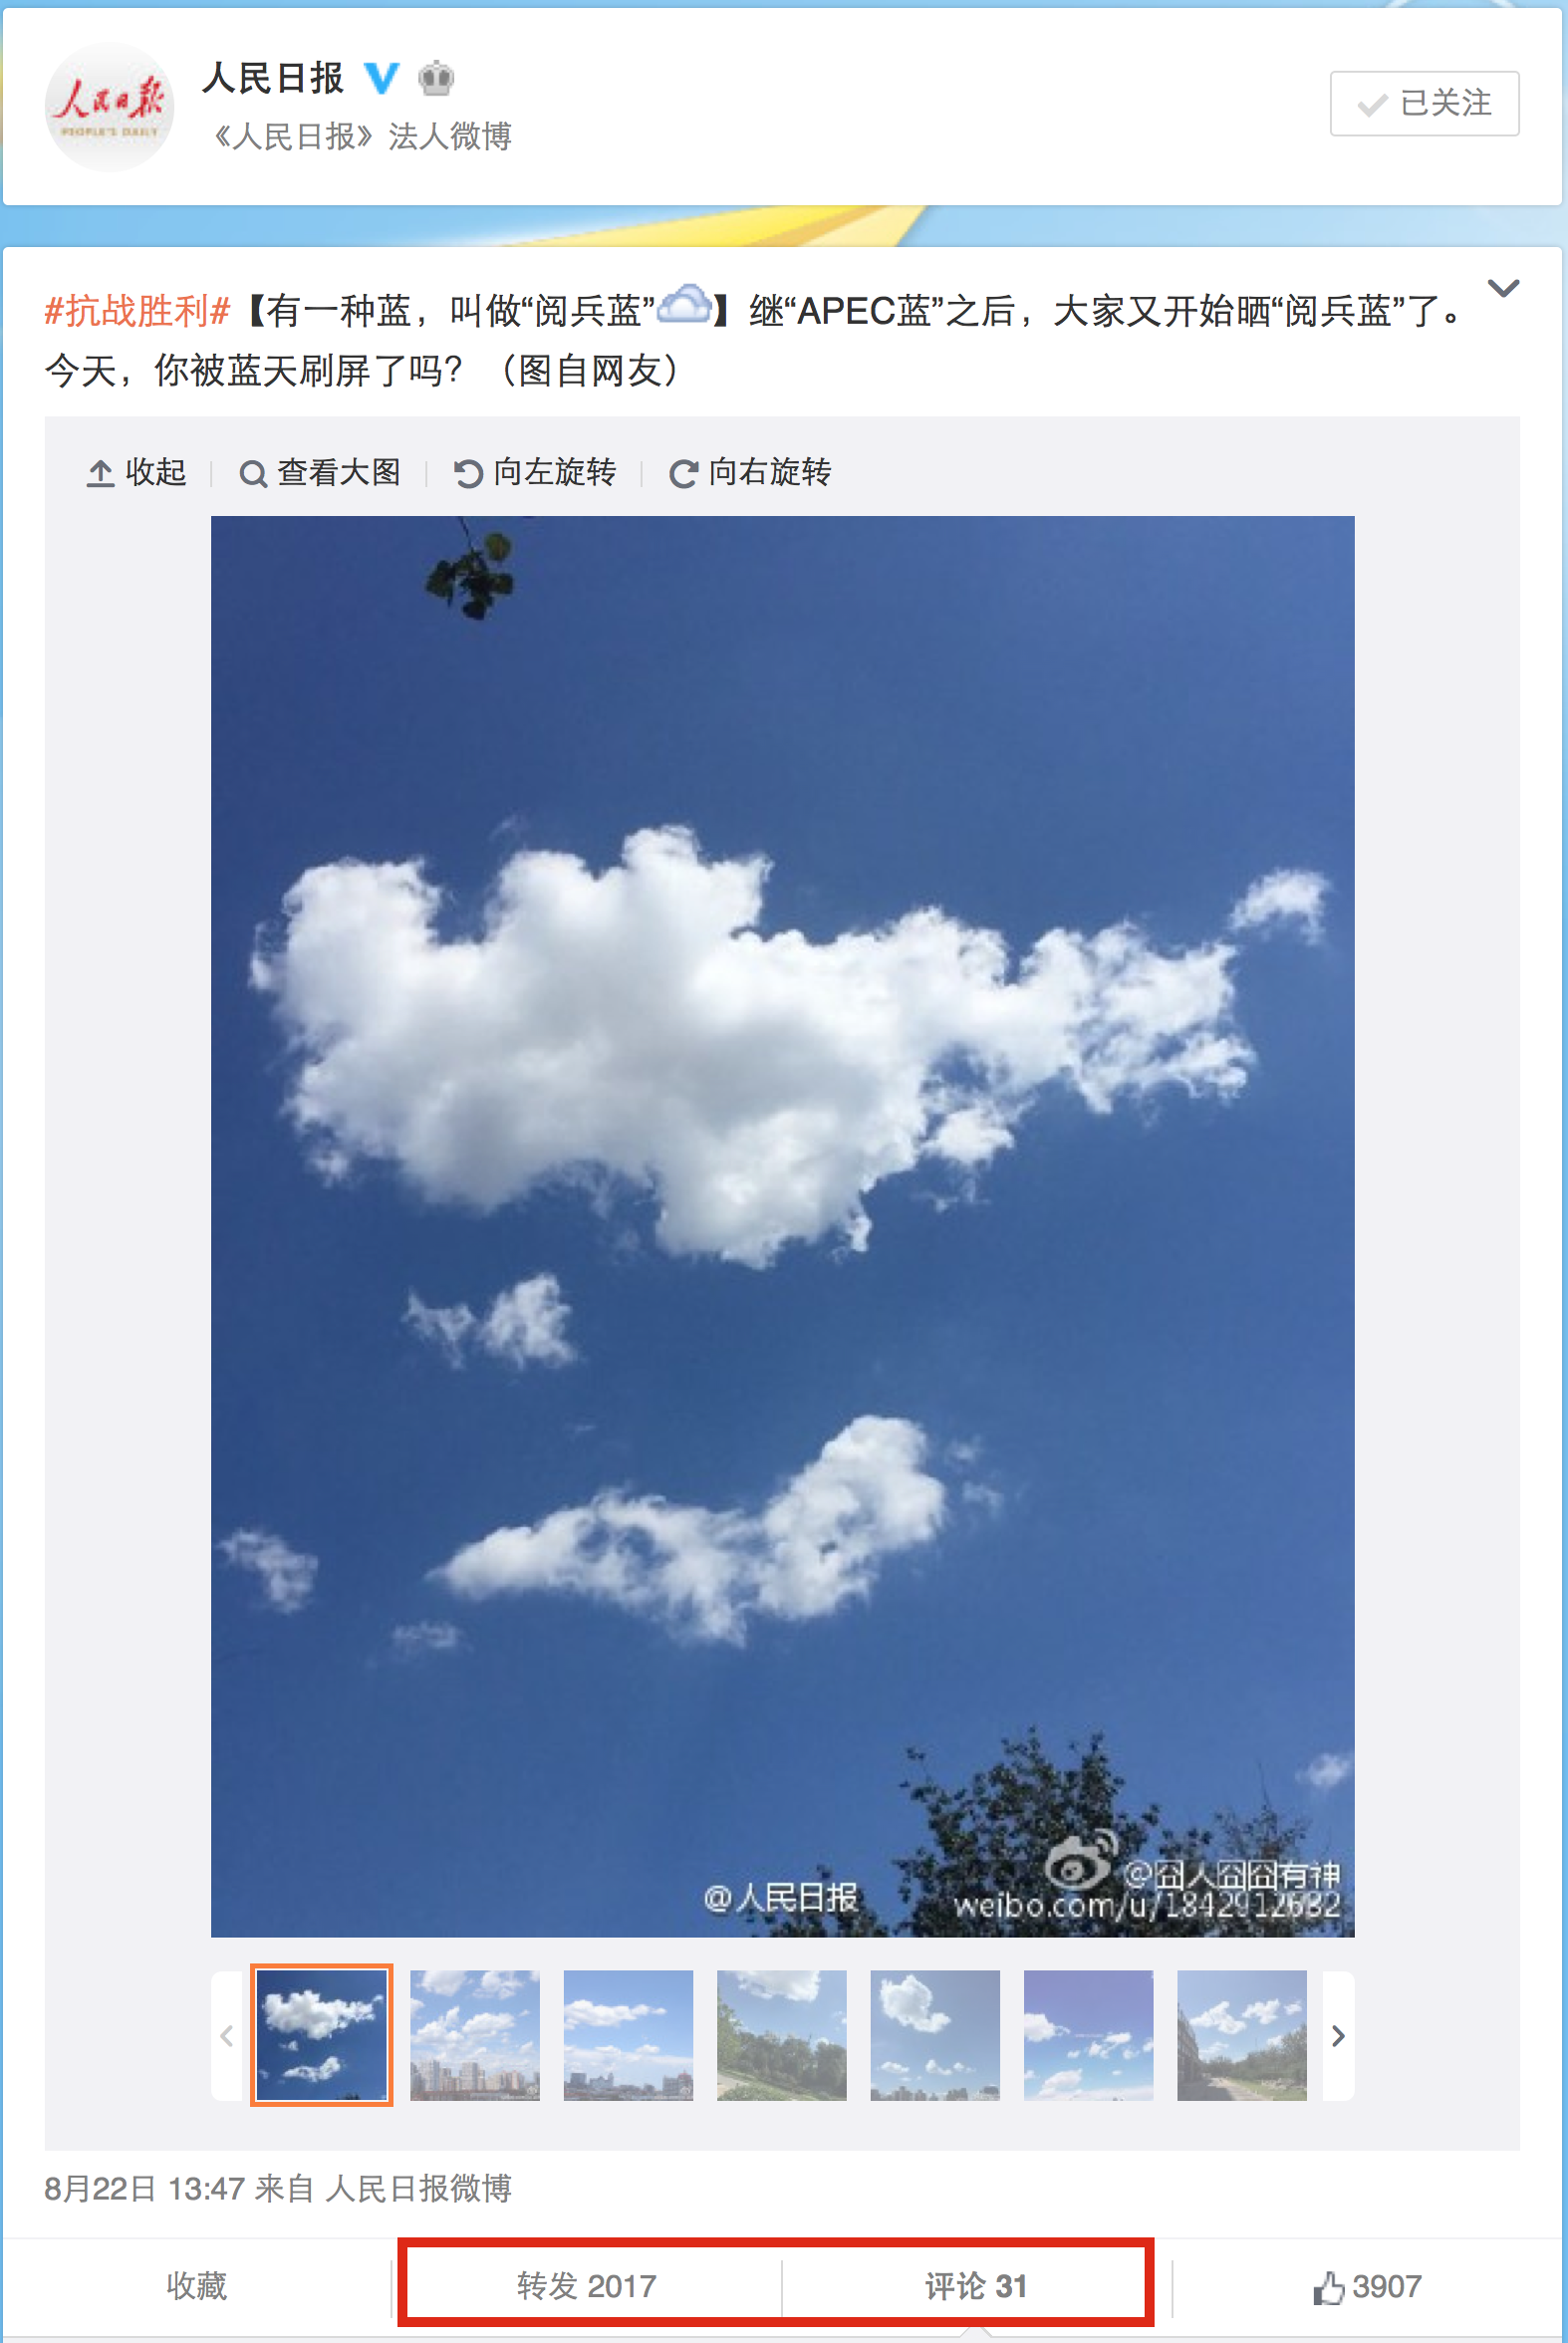 人民日报
PEOPLE'S DAILY
人民日报
《人民日报》法人微博
已关注
#抗战胜利#【有一种蓝，叫做“阅兵蓝”】继“APEC蓝”之后，大家又开始晒“阅兵蓝”了。
今天，你被蓝天刷屏了吗？（图自网友）
收起
查看大图
向左旋转
向右旋转
@人民日报
@囧人囧囧有神
weibo.com/u/1842912632
8月22日 13:47 来自 人民日报微博
收藏
转发 2017
评论 31
3907